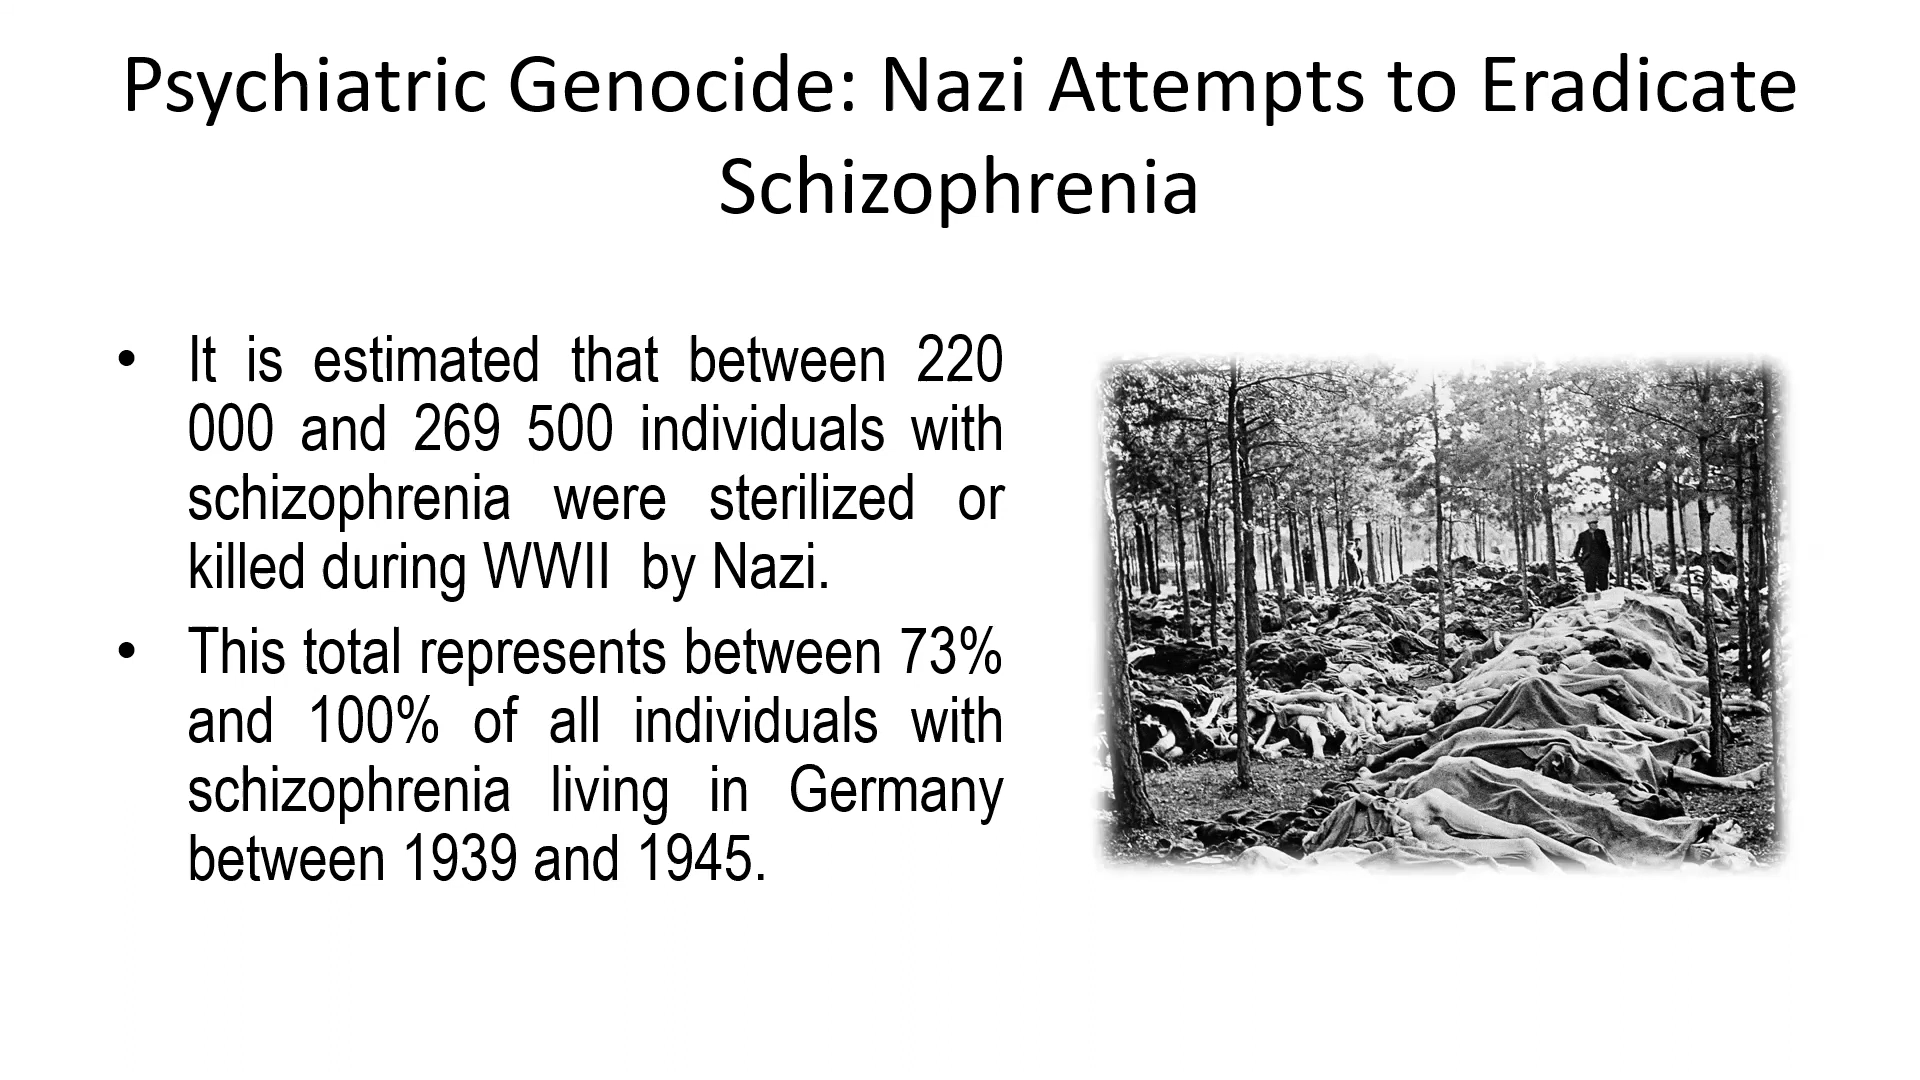 Psychiatric Genocide: Nazi Attempts to Eradicate
Schizophrenia
• It is estimated that between 220
000 and 269 500 individuals with
schizophrenia were sterilized or
killed during WWII by Nazi.
• This total represents between 73%
and 100% of all individuals with
schizophrenia living in Germany
between 1939 and 1945.